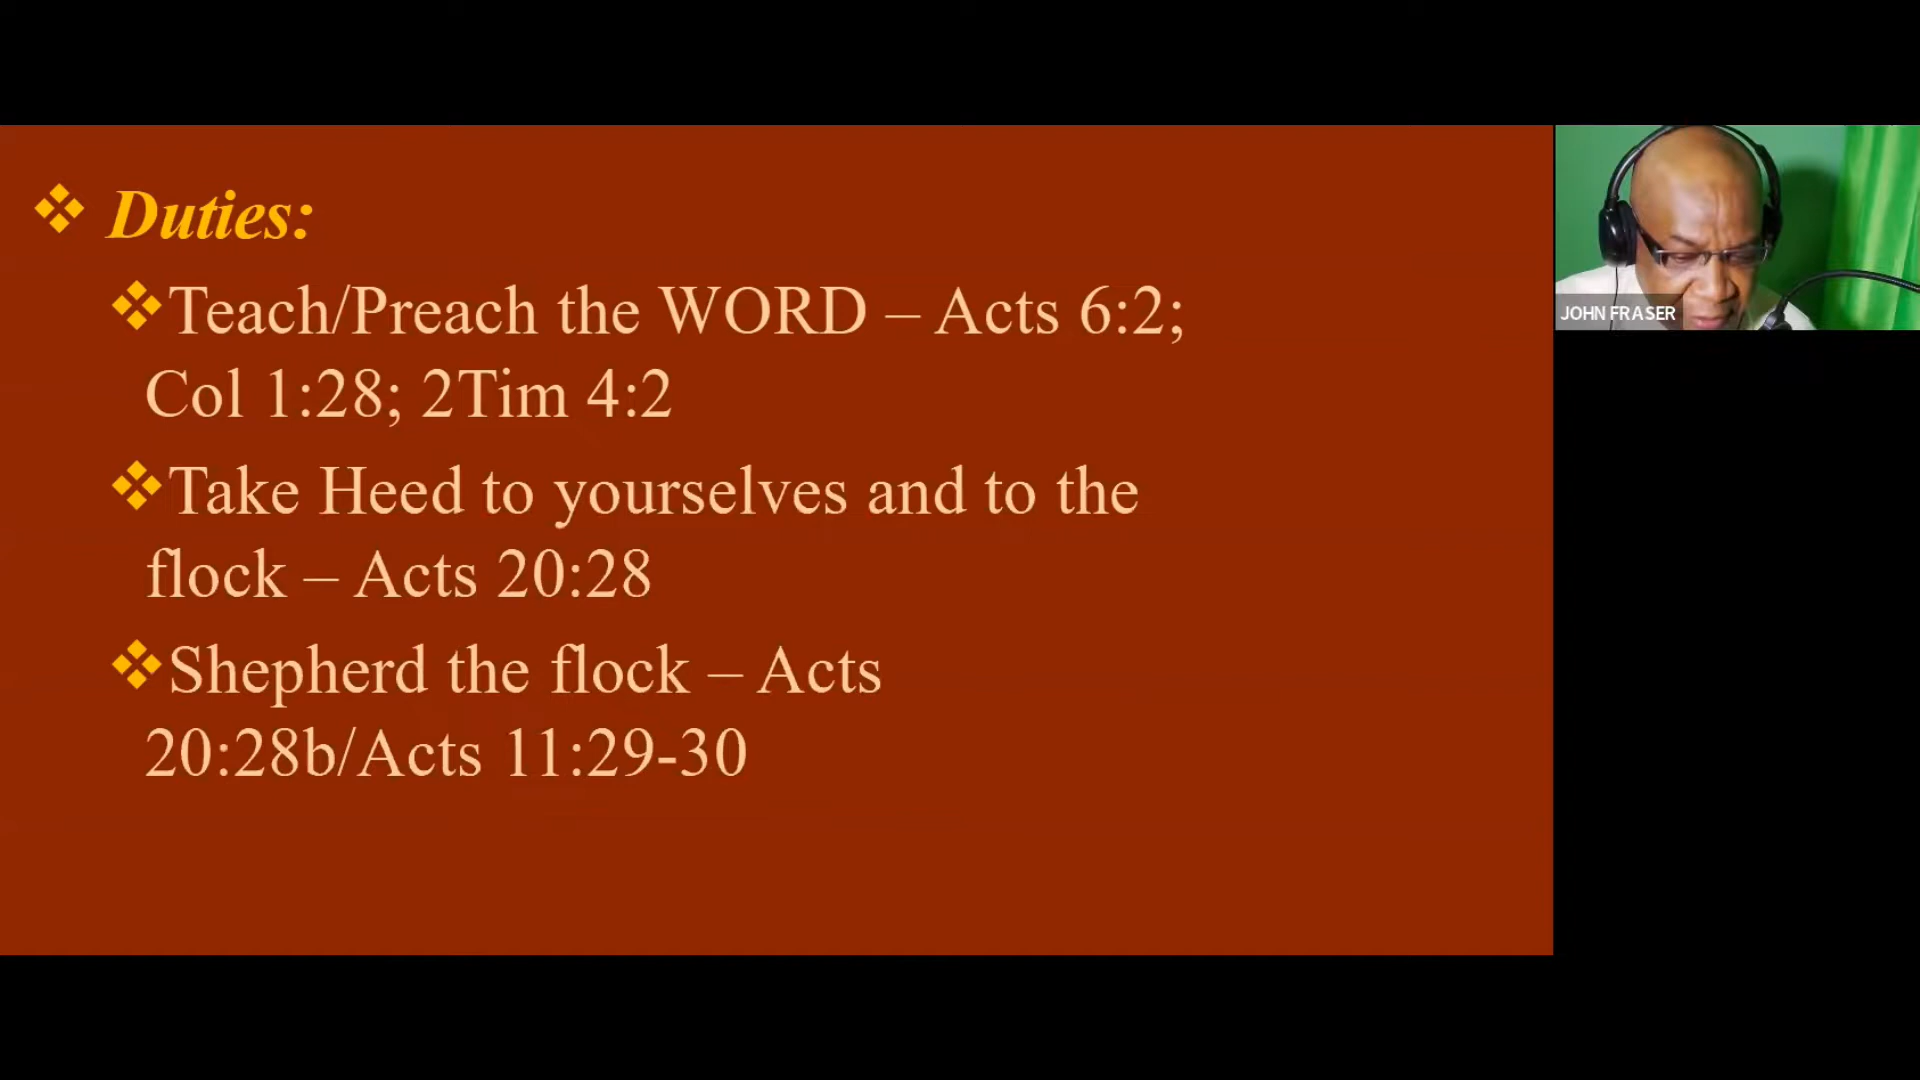 Duties:
Teach/Preach the WORD – Acts 6:2;
Col 1:28; 2Tim 4:2
Take Heed to yourselves and to the
flock – Acts 20:28
Shepherd the flock – Acts
20:28b/Acts 11:29-30
JOHN FRASER